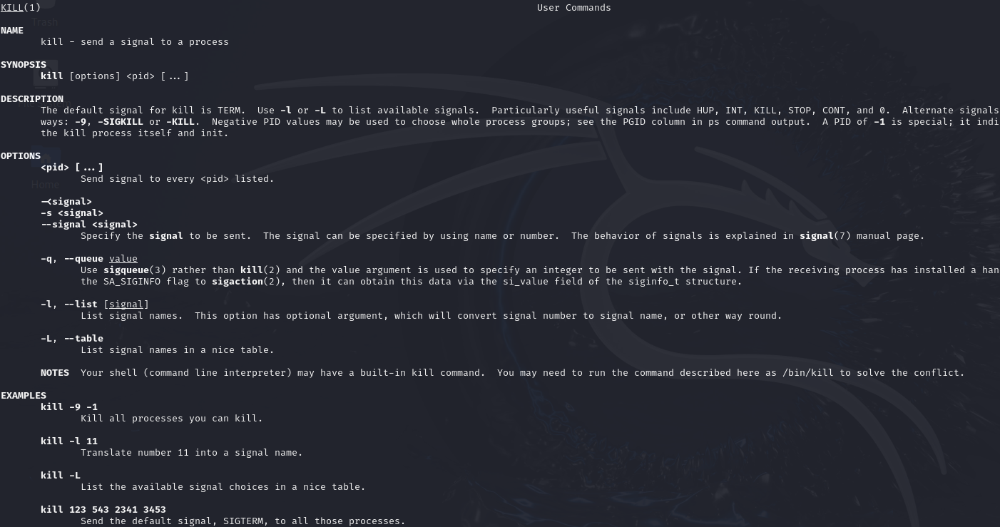 KILL(1) User Commands
Trash
NAME
kill - send a signal to a process
SYNOPSIS
kill [options] <pid> [...]
DESCRIPTION
The default signal for kill is TERM. Use -l or -L to list available signals. Particularly useful signals include HUP, INT, KILL, STOP, CONT, and 0. Alternate signals
ways: -9, -SIGKILL or -KILL. Negative PID values may be used to choose whole process groups; see the PGID column in ps command output. A PID of -1 is special; it indi
the kill process itself and init.
OPTIONS
<pid> [...]
Send signal to every <pid> listed.
Home
-<signal>
-s <signal>
--signal <signal>
Specify the signal to be sent. The signal can be specified by using name or number. The behavior of signals is explained in signal(7) manual page.
-q, --queue value
Use sigqueue(3) rather than kill(2) and the value argument is used to specify an integer to be sent with the signal. If the receiving process has installed a han
the SA_SIGINFO flag to sigaction(2), then it can obtain this data via the si_value field of the siginfo_t structure.
-l, --list [signal]
List signal names. This option has optional argument, which will convert signal number to signal name, or other way round.
-L, --table
List signal names in a nice table.
NOTES Your shell (command line interpreter) may have a built-in kill command. You may need to run the command described here as /bin/kill to solve the conflict.
EXAMPLES
kill -9 -1
Kill all processes you can kill.
kill -l 11
Translate number 11 into a signal name.
kill -L
List the available signal choices in a nice table.
kill 123 543 2341 3453
Send the default signal, SIGTERM, to all those processes.